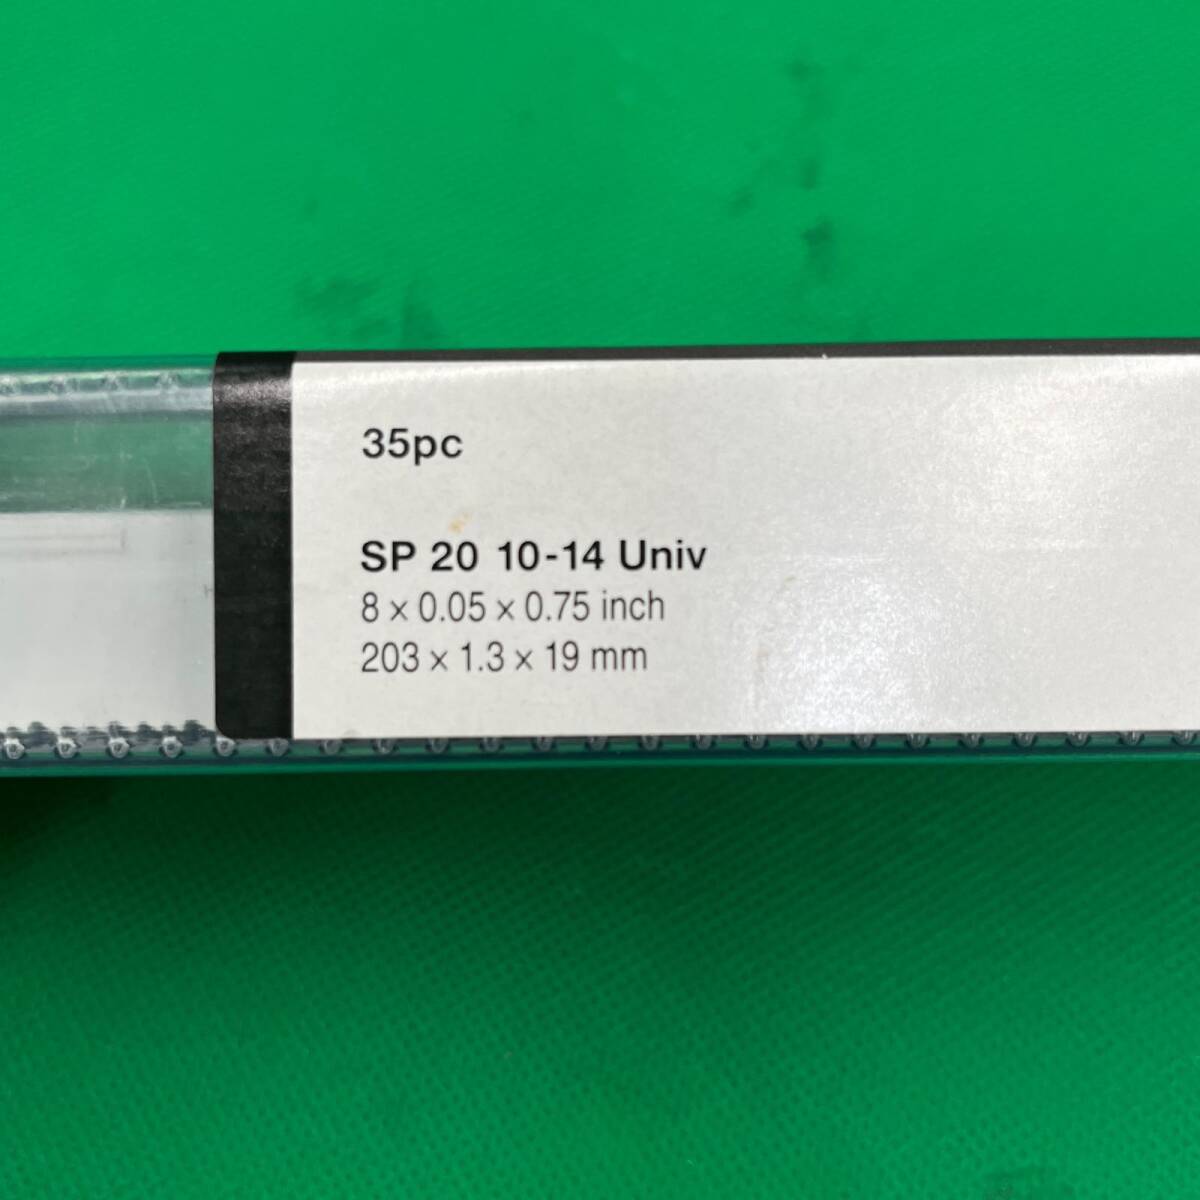 35pc
SP 20 10-14 Univ
8 × 0.05 × 0.75 inch
203 × 1.3 × 19 mm